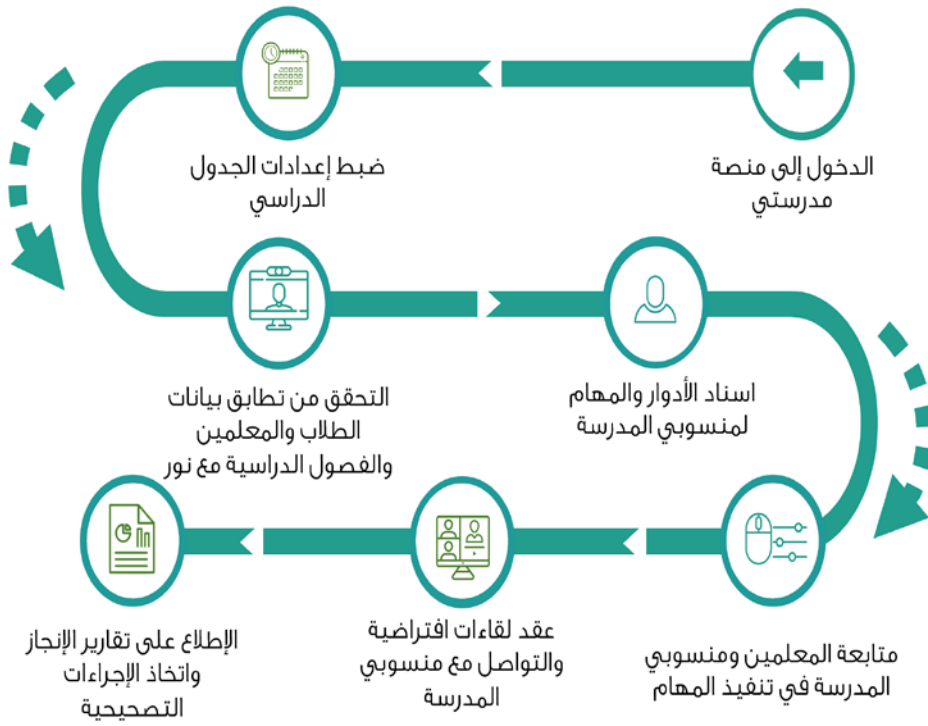 الدخول إلى منصة
مدرستي
ضبط إعدادات الجدول
الدراسي
التحقق من تطابق بيانات
الطلاب والمعلمين
والفصول الدراسية مع نور
اسناد الأدوار والمهام
لمنسوبي المدرسة
متابعة المعلمين ومنسوبي
المدرسة في تنفيذ المهام
عقد لقاءات افتراضية
والتواصل مع منسوبي
المدرسة
الإطلاع على تقارير الإنجاز
واتخاذ الإجراءات
التصحيحية